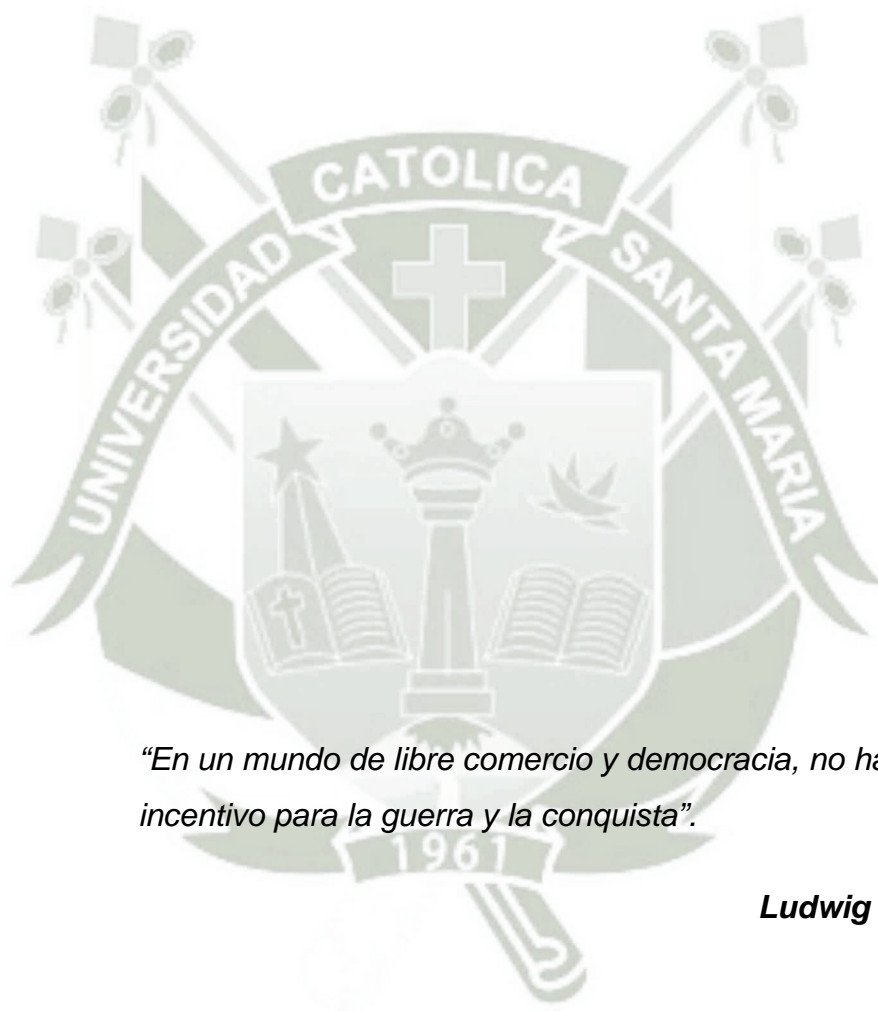 CATOLICA
UNIVERSIDAD
SANTA MARIA
“En un mundo de libre comercio y democracia, no
incentivo para la guerra y la conquista”.
1961
Ludwig